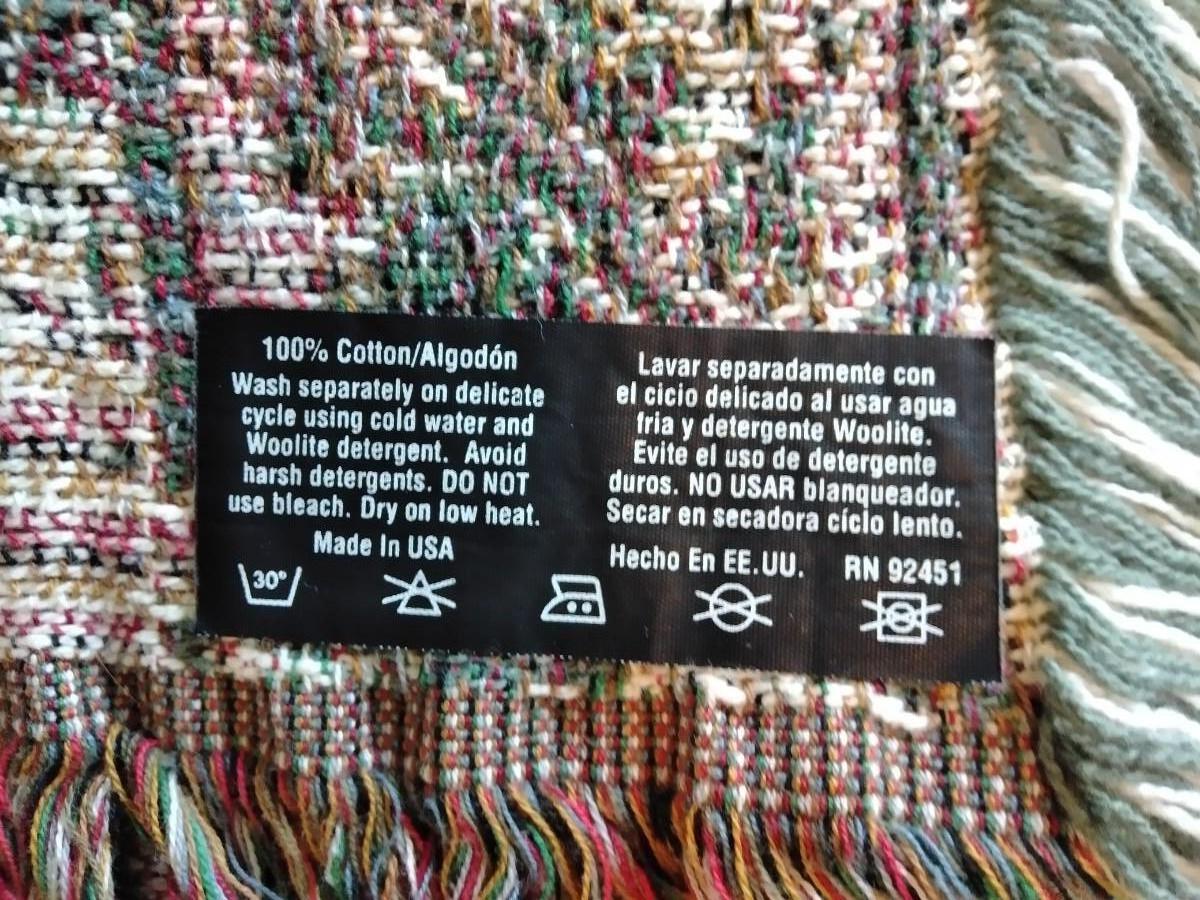 100% Cotton/Algodón
Wash separately on delicate
cycle using cold water and
Woolite detergent. Avoid
harsh detergents. DO NOT
use bleach. Dry on low heat.
Made In USA
30°
Lavar separadamente con
el cicio delicado al usar agua
fria y detergente Woolite.
Evite el uso de detergente
duros. NO USAR blanqueador.
Secar en secadora cíclo lento.
Hecho En EE.UU. RN 92451